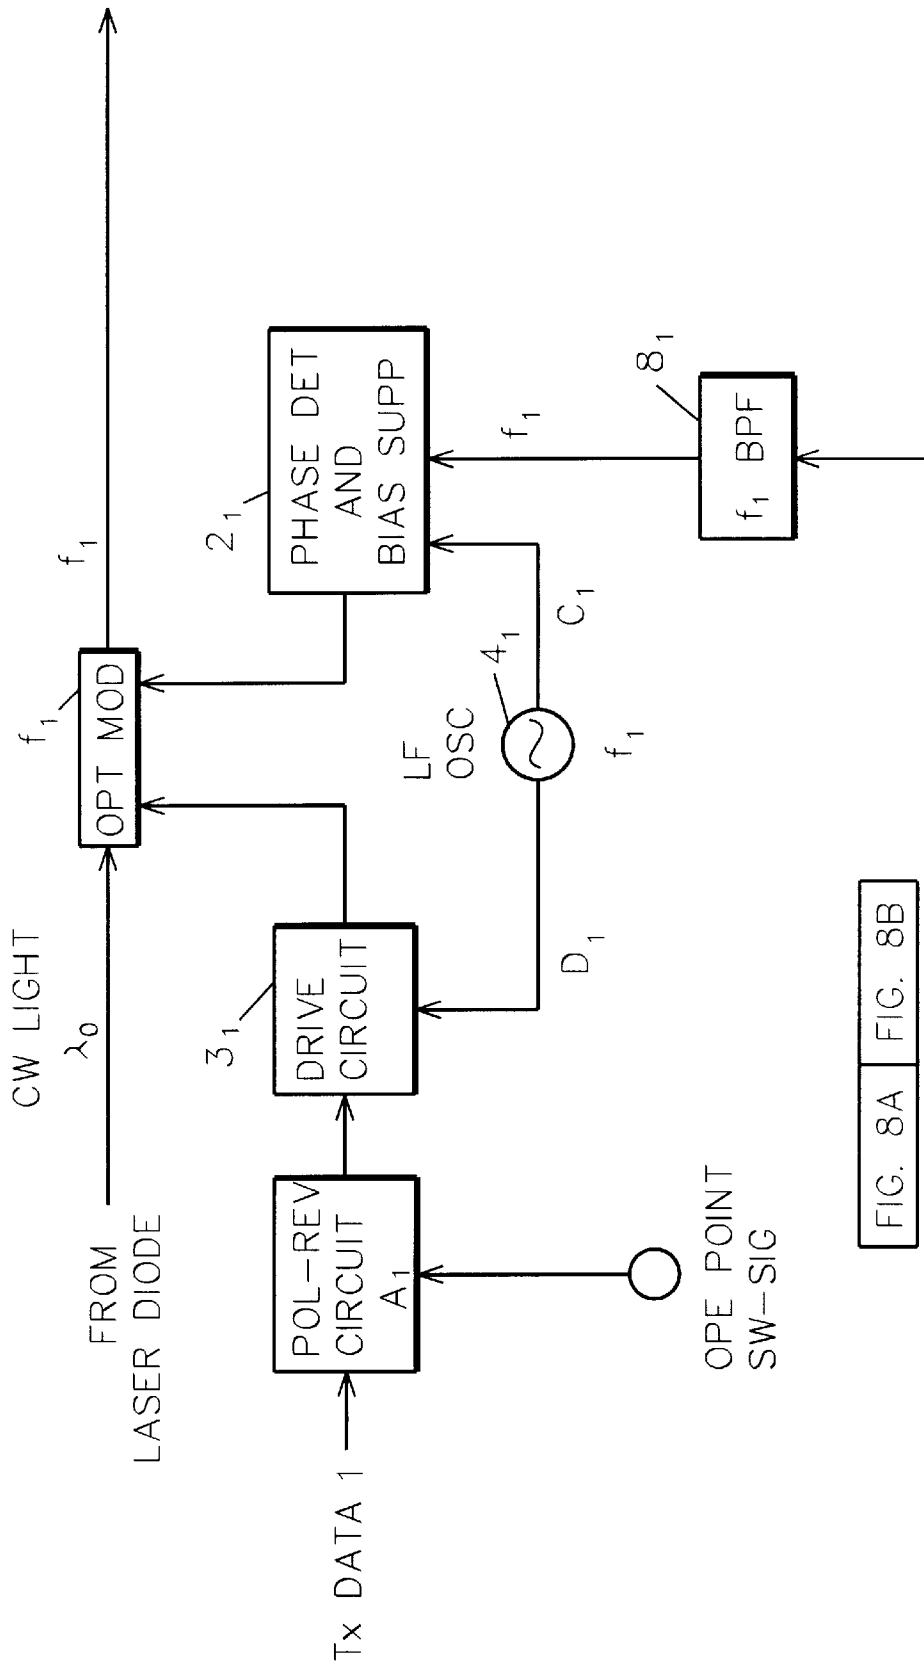 CW LIGHT
λ0
FROM
LASER DIODE
f1
OPT MOD
f1
Tx DATA 1
POL-REV
CIRCUIT
A1
31
DRIVE
CIRCUIT
21
PHASE DET
AND
BIAS SUPP
LF
OSC
41
f1
D1
C1
f1
81
f1 BPF
OPE POINT
SW-SIG
FIG. 8A
FIG. 8B